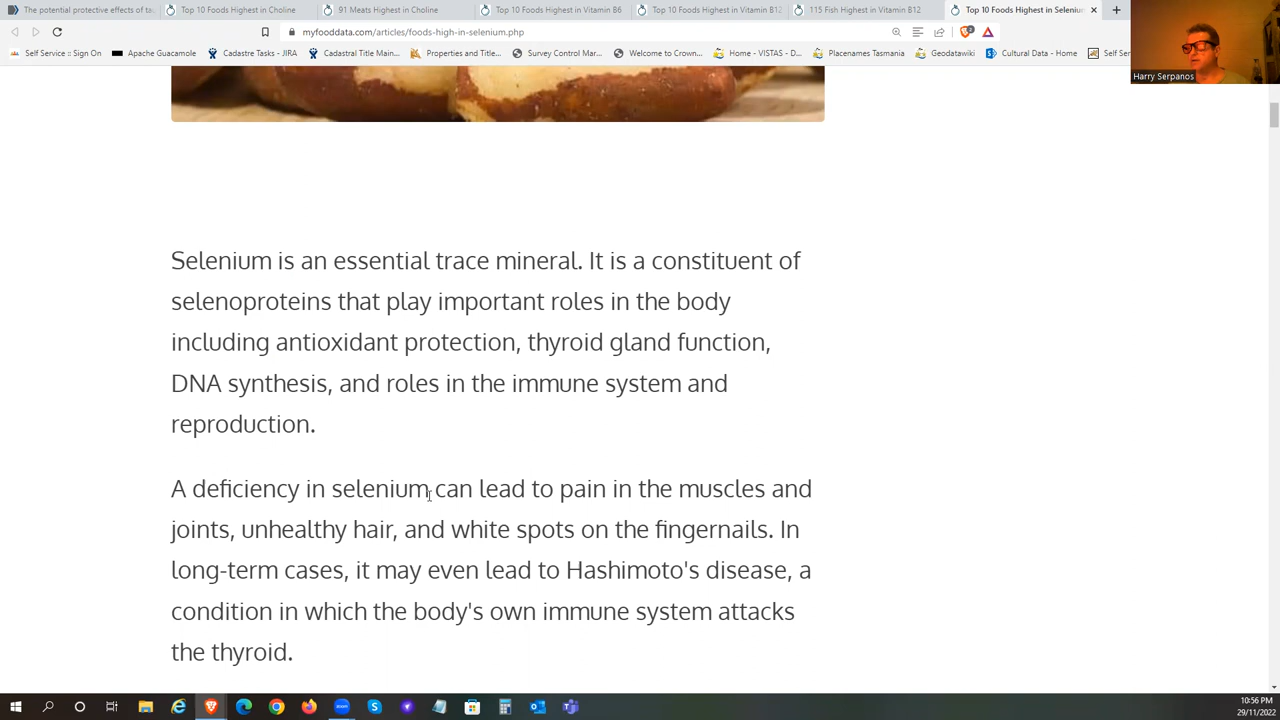 The potential protective effects of ta
Top 10 Foods Highest in Choline
91 Meats Highest in Choline
Top 10 Foods Highest in Vitamin B6
Top 10 Foods Highest in Vitamin B12
115 Fish Highest in Vitamin B12
Top 10 Foods Highest in Selenium
myfooddata.com/articles/foods-high-in-selenium.php
Self Service :: Sign On
Apache Guacamole
Cadastre Tasks - JIRA
Cadastral Title Main...
Properties and Title...
Survey Control Mar...
Welcome to Crown...
Home - VISTAS - D...
Placenames Tasmania
Geodatawiki
Cultural Data - Home
Self Ser
Harry Serpanos
Selenium is an essential trace mineral. It is a constituent of
selenoproteins that play important roles in the body
including antioxidant protection, thyroid gland function,
DNA synthesis, and roles in the immune system and
reproduction.
A deficiency in selenium can lead to pain in the muscles and
joints, unhealthy hair, and white spots on the fingernails. In
long-term cases, it may even lead to Hashimoto's disease, a
condition in which the body's own immune system attacks
the thyroid.
10:56 PM
29/11/2022